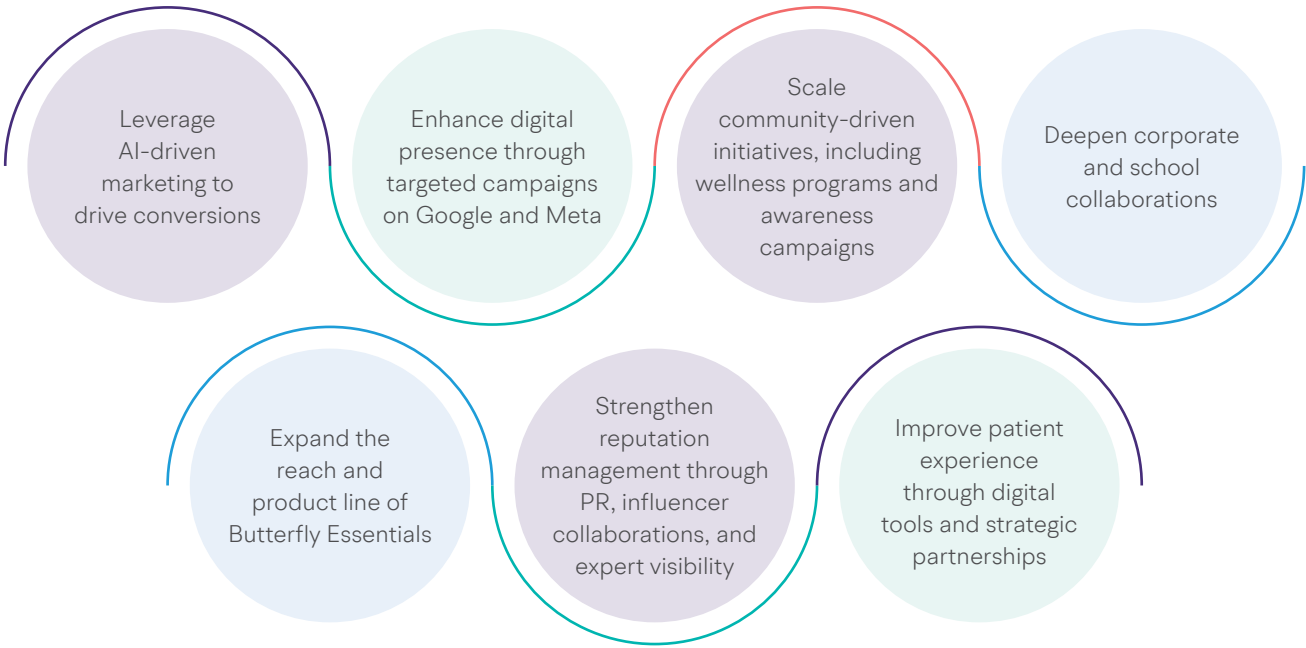 Leverage
AI-driven
marketing to
drive conversions
Enhance digital
presence through
targeted campaigns
on Google and Meta
Scale
community-driven
initiatives, including
wellness programs and
awareness
campaigns
Deepen corporate
and school
collaborations
Expand the
reach and
product line of
Butterfly Essentials
Strengthen
reputation
management through
PR, influencer
collaborations, and
expert visibility
Improve patient
experience
through digital
tools and strategic
partnerships